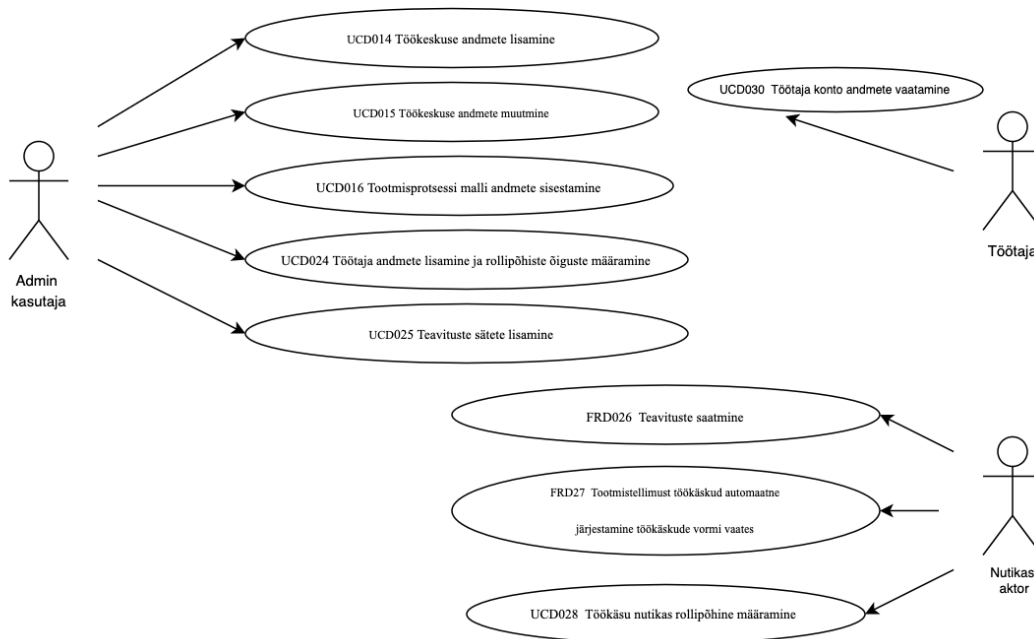 UCD014 Töökeskuse andmete lisamine
UCD030 Töötaja konto andmete vaatamine
UCD015 Töökeskuse andmete muutmine
UCD016 Tootmisprotsessi malli andmete sisestamine
UCD024 Töötaja andmete lisamine ja rollipõhiste õiguste määramine
Töötaja
Admin
kasutaja
UCD025 Teavituste sätete lisamine
FRD026 Teavituste saatmine
FRD27 Tootmistellimust töökäskud automaatne
järjestamine töökäskude vormi vaates
Nutikas
aktor
UCD028 Töökäsu nutikas rollipõhine määramine